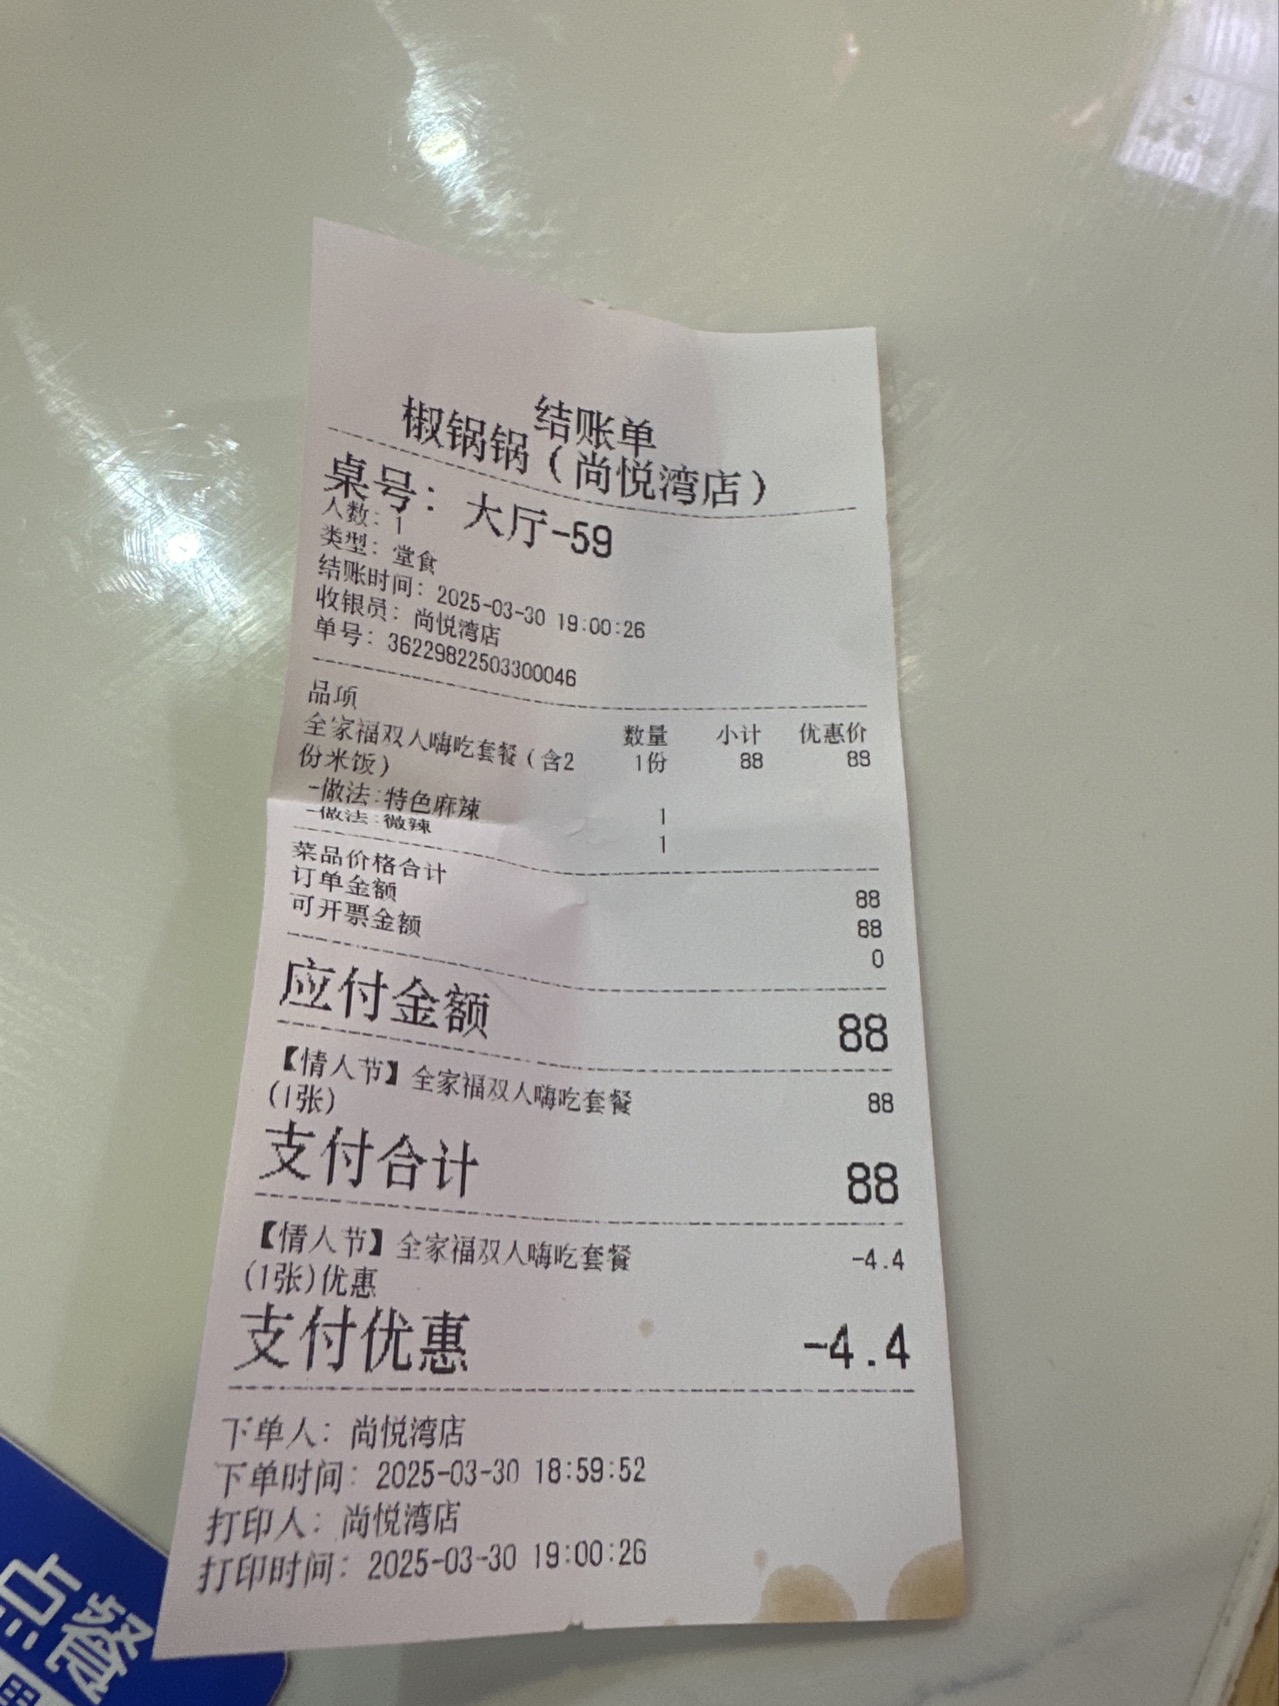 结账单
椒锅锅（尚悦湾店）
桌号：大厅-59
人数：1
类型：堂食
结账时间：2025-03-30 19:00:26
收银员：尚悦湾店
单号：36229822503300046
品项 数量 小计 优惠价
全家福双人嗨吃套餐（含2 1份 88 88
份米饭）
-做法:特色麻辣 1
-做法:微辣 1
菜品价格合计 88
订单金额 88
可开票金额 0
应付金额 88
【情人节】全家福双人嗨吃套餐 88
(1张)
支付合计 88
【情人节】全家福双人嗨吃套餐 -4.4
(1张)优惠
支付优惠 -4.4
下单人：尚悦湾店
下单时间：2025-03-30 18:59:52
打印人：尚悦湾店
打印时间：2025-03-30 19:00:26
点餐